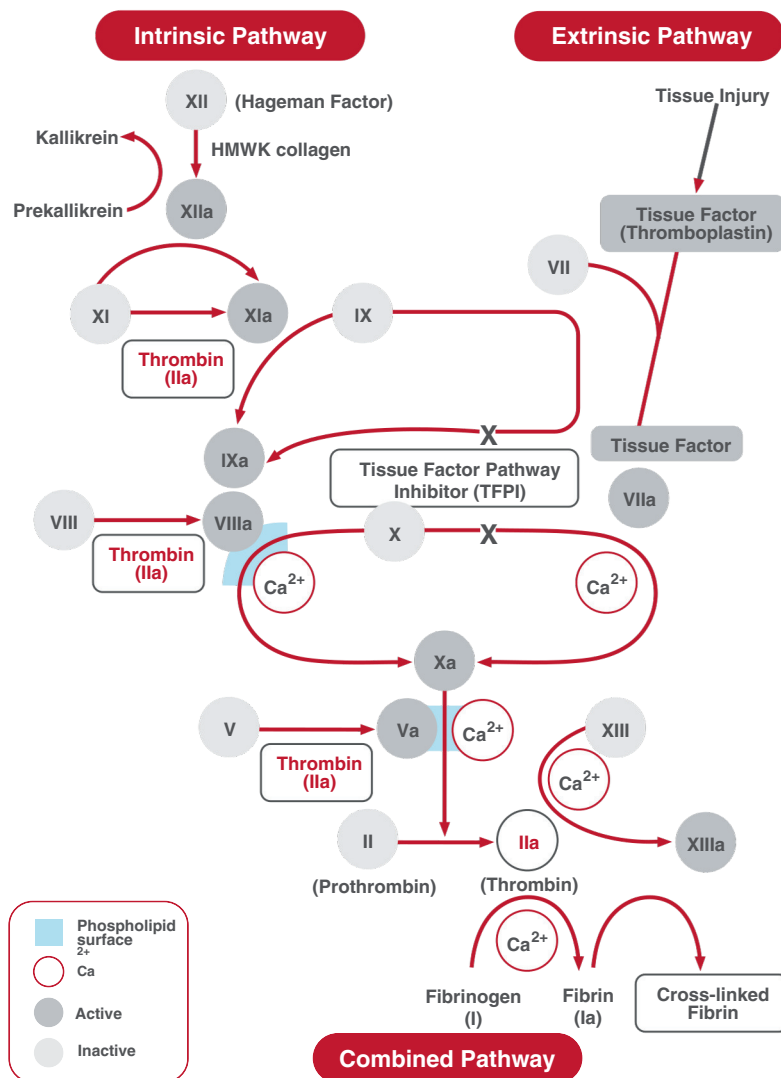 Intrinsic Pathway
Extrinsic Pathway
XII
(Hageman Factor)
Tissue Injury
Kallikrein
HMWK collagen
Prekallikrein
XIIa
Tissue Factor
(Thromboplastin)
VII
XI
XIa
IX
Thrombin
(IIa)
X
Tissue Factor
IXa
Tissue Factor Pathway
Inhibitor (TFPI)
VIIa
VIII
VIIIa
X
X
Thrombin
(IIa)
Ca2+
Ca2+
Xa
V
Va
Ca2+
XIII
Thrombin
(IIa)
Ca2+
II
IIa
XIIIa
(Prothrombin)
(Thrombin)
Phospholipid
surface
2+
Ca
Active
Inactive
Ca2+
Fibrinogen
(I)
Fibrin
(Ia)
Cross-linked
Fibrin
Combined Pathway